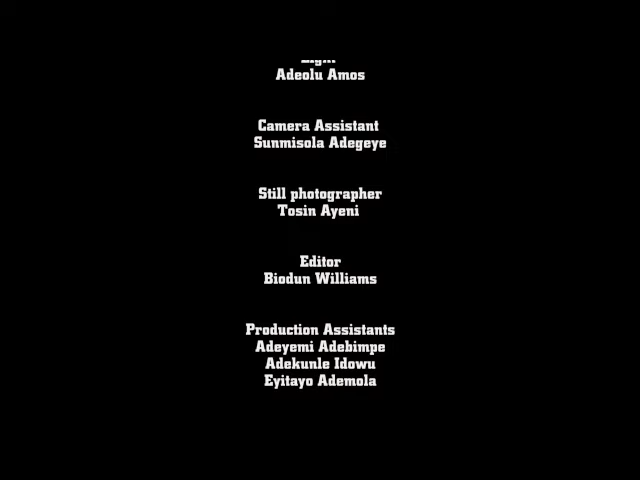 Adeolu Amos
Camera Assistant
Sunmisola Adegeye
Still photographer
Tosin Ayeni
Editor
Biodun Williams
Production Assistants
Adeyemi Adebimpe
Adekunle Idowu
Eyitayo Ademola